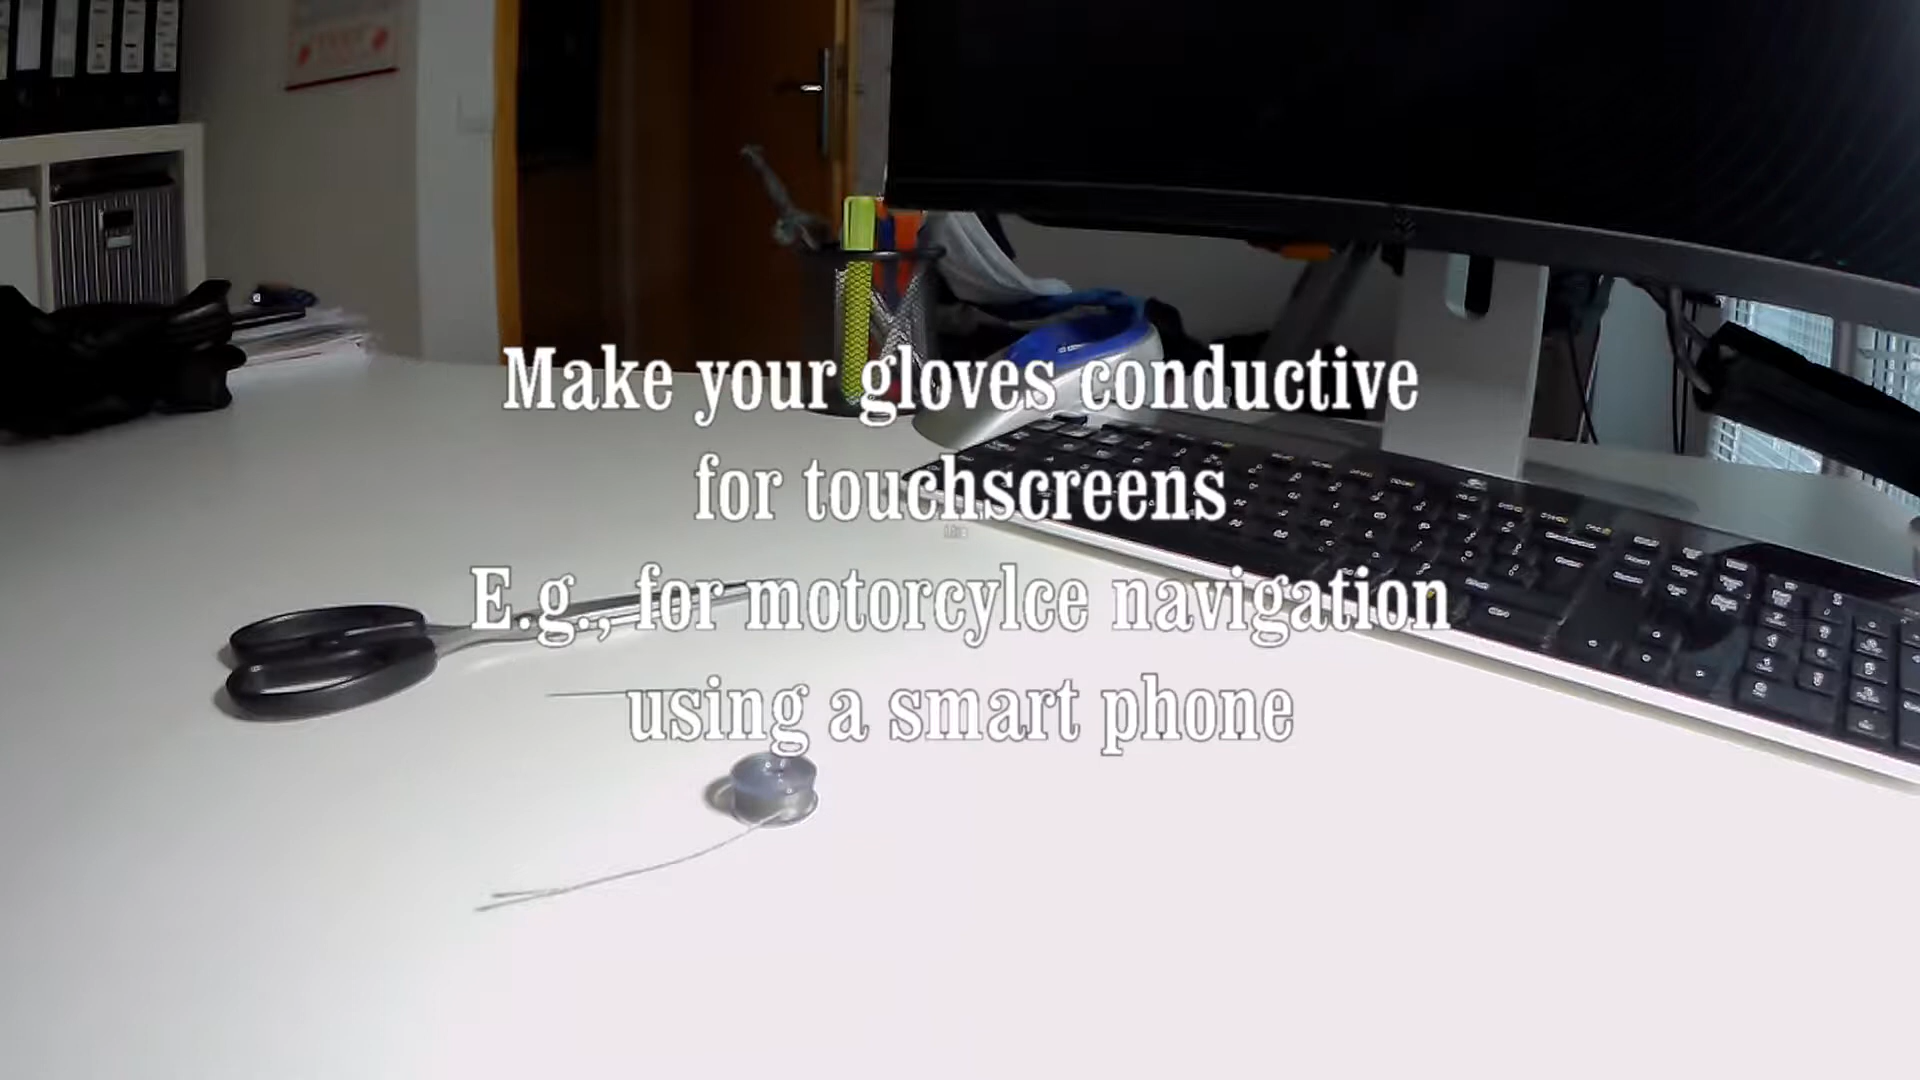 Make your gloves conductive
for touchscreens
E.g., for motorcylce navigation
using a smart phone